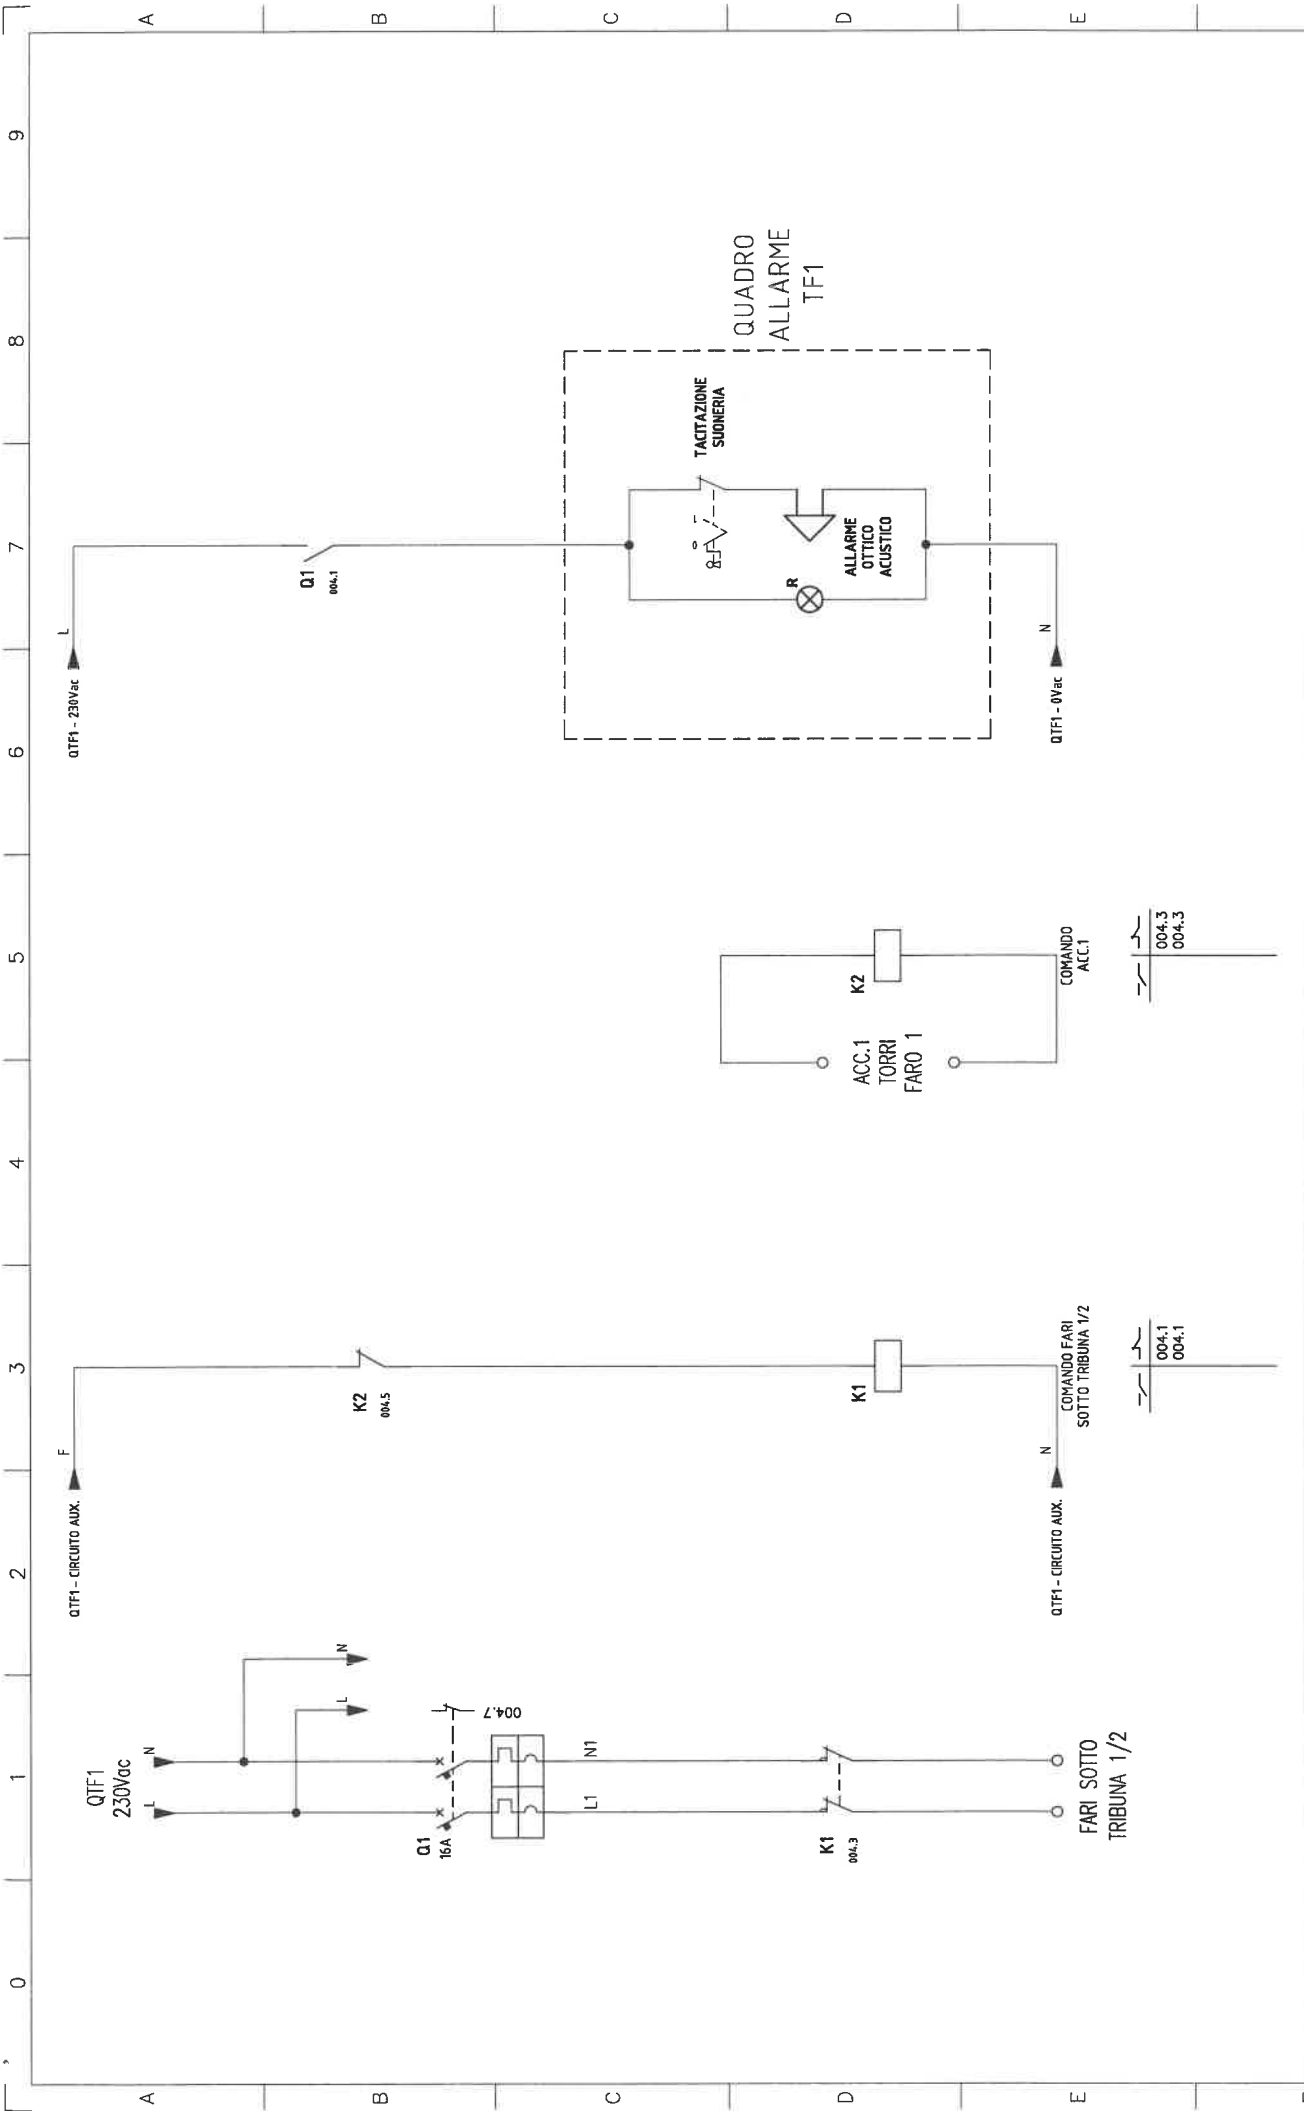 0 1 2 3 4 5 6 7 8 9
A
B
C
D
E
QTF1
230Vac
L
N
L
N
Q1
16A
004.7
L1
N1
K1
004.3
FARI SOTTO
TRIBUNA 1/2
QTF1 - CIRCUITO AUX.
F
K2
004.5
K1
QTF1 - CIRCUITO AUX.
N
COMANDO FARI
SOTTO TRIBUNA 1/2
004.1
004.1
ACC.1
TORRI
FARO 1
K2
COMANDO
ACC.1
004.3
004.3
QTF1 - 230Vac
L
Q1
004.1
QUADRO
ALLARME
TF1
0
1
TACITAZIONE
SUONERIA
R
ALLARME
OTTICO
ACUSTICO
QTF1 - 0Vac
N
A
B
C
D
E